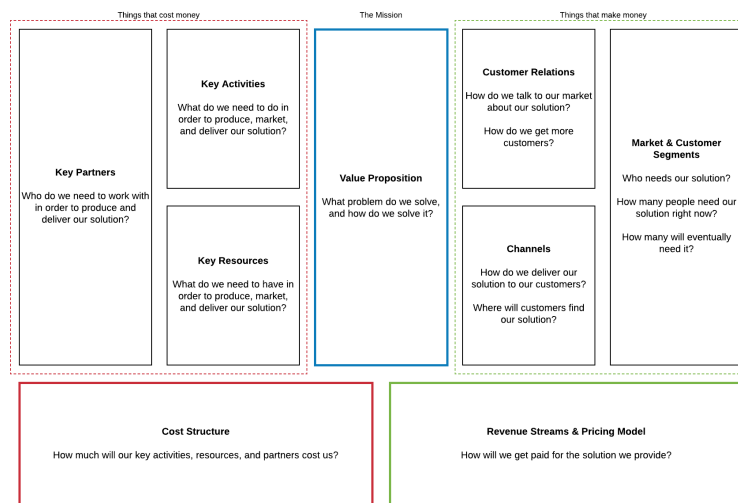 Things that cost money
The Mission
Things that make money
Key Partners
Who do we need to work with
in order to produce and
deliver our solution?
Key Activities
What do we need to do in
order to produce, market,
and deliver our solution?
Key Resources
What do we need to have in
order to produce, market,
and deliver our solution?
Value Proposition
What problem do we solve,
and how do we solve it?
Customer Relations
How do we talk to our market
about our solution?
How do we get more
customers?
Channels
How do we deliver our
solution to our customers?
Where will customers find
our solution?
Market & Customer
Segments
Who needs our solution?
How many people need our
solution right now?
How many will eventually
need it?
Cost Structure
How much will our key activities, resources, and partners cost us?
Revenue Streams & Pricing Model
How will we get paid for the solution we provide?